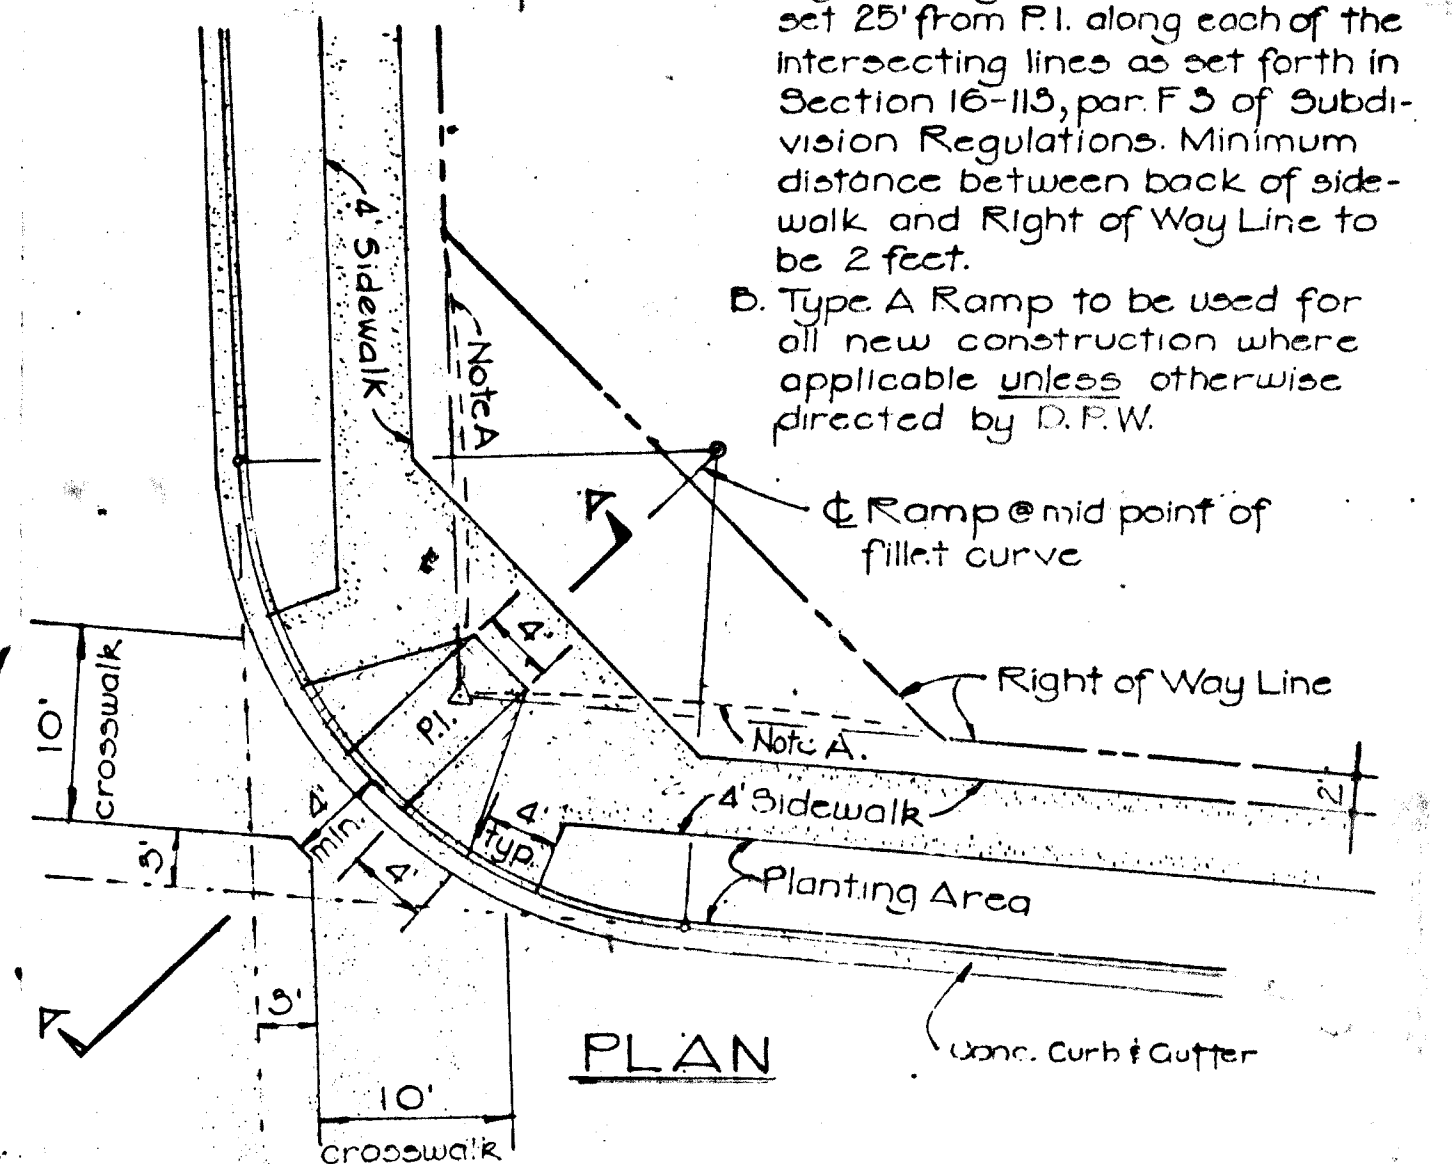 set 25' from P.I. along each of the
intersecting lines as set forth in
Section 16-113, par. F 3 of Subdi-
vision Regulations. Minimum
distance between back of side-
walk and Right of Way Line to
be 2 feet.
B. Type A Ramp to be used for
all new construction where
applicable unless otherwise
directed by D.P.W.
4' Sidewalk
Note A
A
℄ Ramp @ mid point of
fillet curve
4'
Right of Way Line
10'
crosswalk
P.I.
Note A.
2'
4' Sidewalk
4'
min.
4'
typ.
3'
4'
Planting Area
A
3'
PLAN
Conc. Curb & Gutter
10'
crosswalk